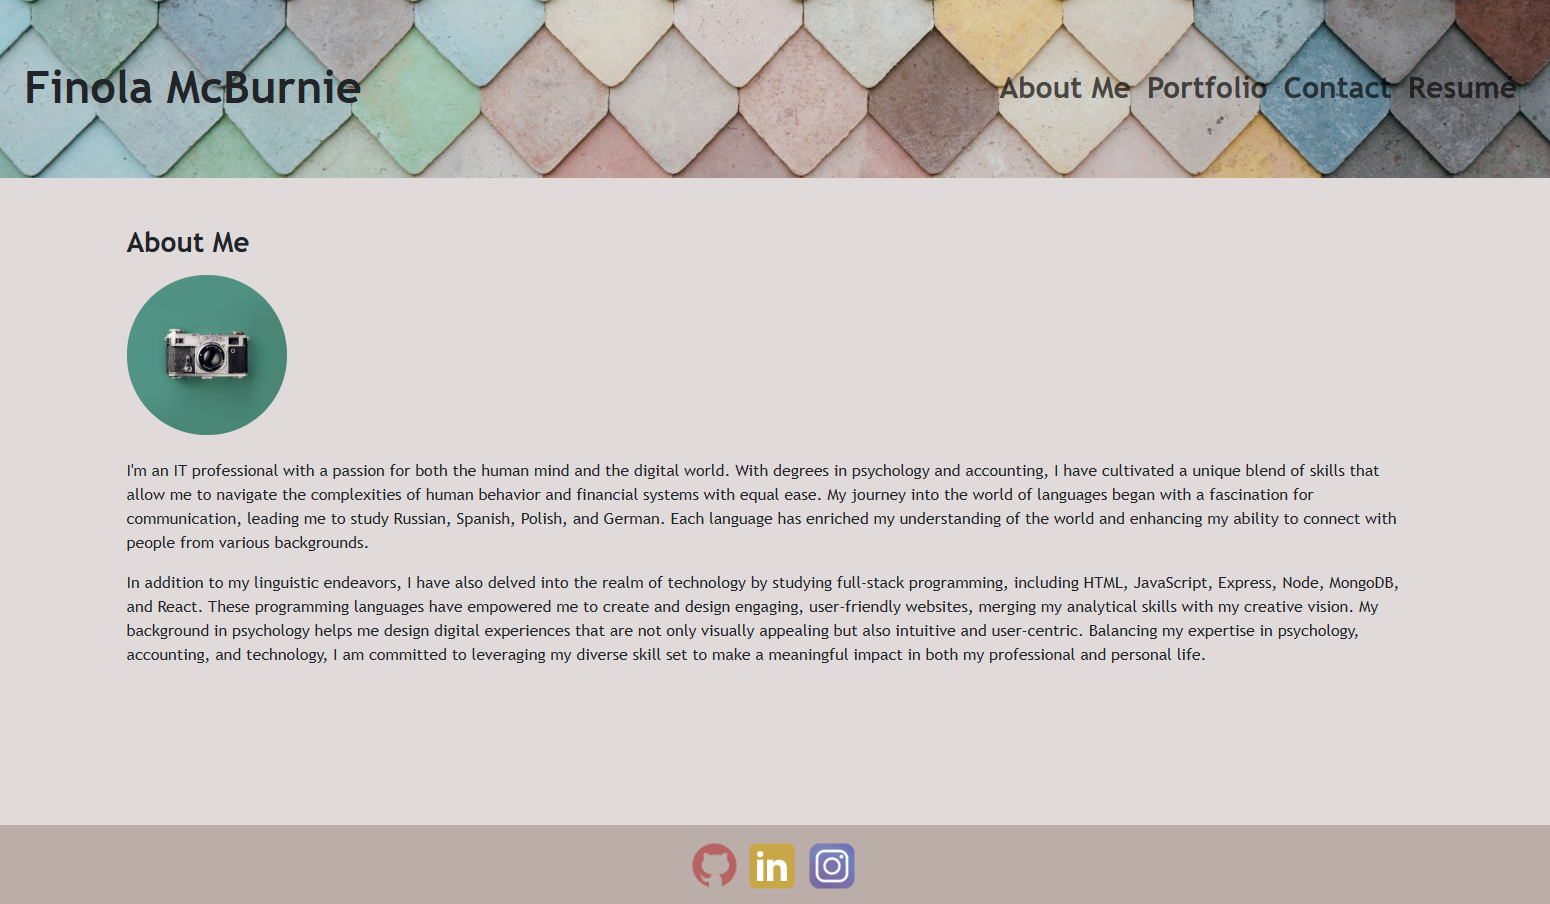 Finola McBurnie
About Me Portfolio Contact Resumé
About Me
I'm an IT professional with a passion for both the human mind and the digital world. With degrees in psychology and accounting, I have cultivated a unique blend of skills that
allow me to navigate the complexities of human behavior and financial systems with equal ease. My journey into the world of languages began with a fascination for
communication, leading me to study Russian, Spanish, Polish, and German. Each language has enriched my understanding of the world and enhancing my ability to connect with
people from various backgrounds.
In addition to my linguistic endeavors, I have also delved into the realm of technology by studying full-stack programming, including HTML, JavaScript, Express, Node, MongoDB,
and React. These programming languages have empowered me to create and design engaging, user-friendly websites, merging my analytical skills with my creative vision. My
background in psychology helps me design digital experiences that are not only visually appealing but also intuitive and user-centric. Balancing my expertise in psychology,
accounting, and technology, I am committed to leveraging my diverse skill set to make a meaningful impact in both my professional and personal life.
in